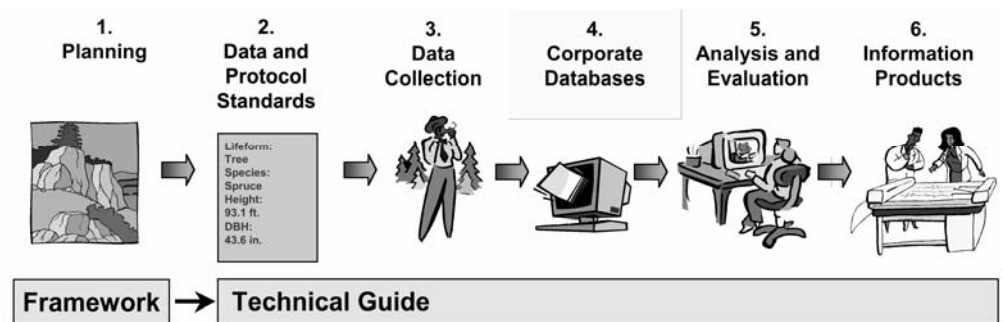 1.
Planning
2.
Data and
Protocol
Standards
3.
Data
Collection
4.
Corporate
Databases
5.
Analysis and
Evaluation
6.
Information
Products
Lifeform:
Tree
Species:
Spruce
Height:
93.1 ft.
DBH:
43.6 in.
Framework
Technical Guide